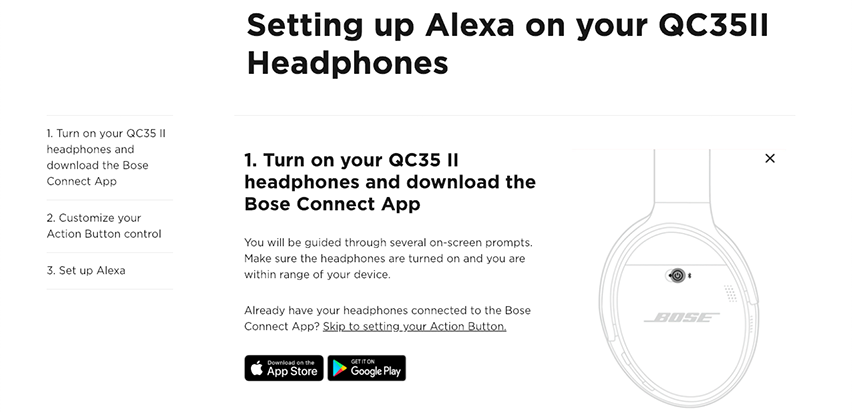 Setting up Alexa on your QC35II
Headphones
1. Turn on your QC35 II
headphones and
download the Bose
Connect App
2. Customize your
Action Button control
3. Set up Alexa
1. Turn on your QC35 II
headphones and download the
Bose Connect App
You will be guided through several on-screen prompts.
Make sure the headphones are turned on and you are
within range of your device.
Already have your headphones connected to the Bose
Connect App? Skip to setting your Action Button.
Download on the
App Store
GET IT ON
Google Play
BOSE